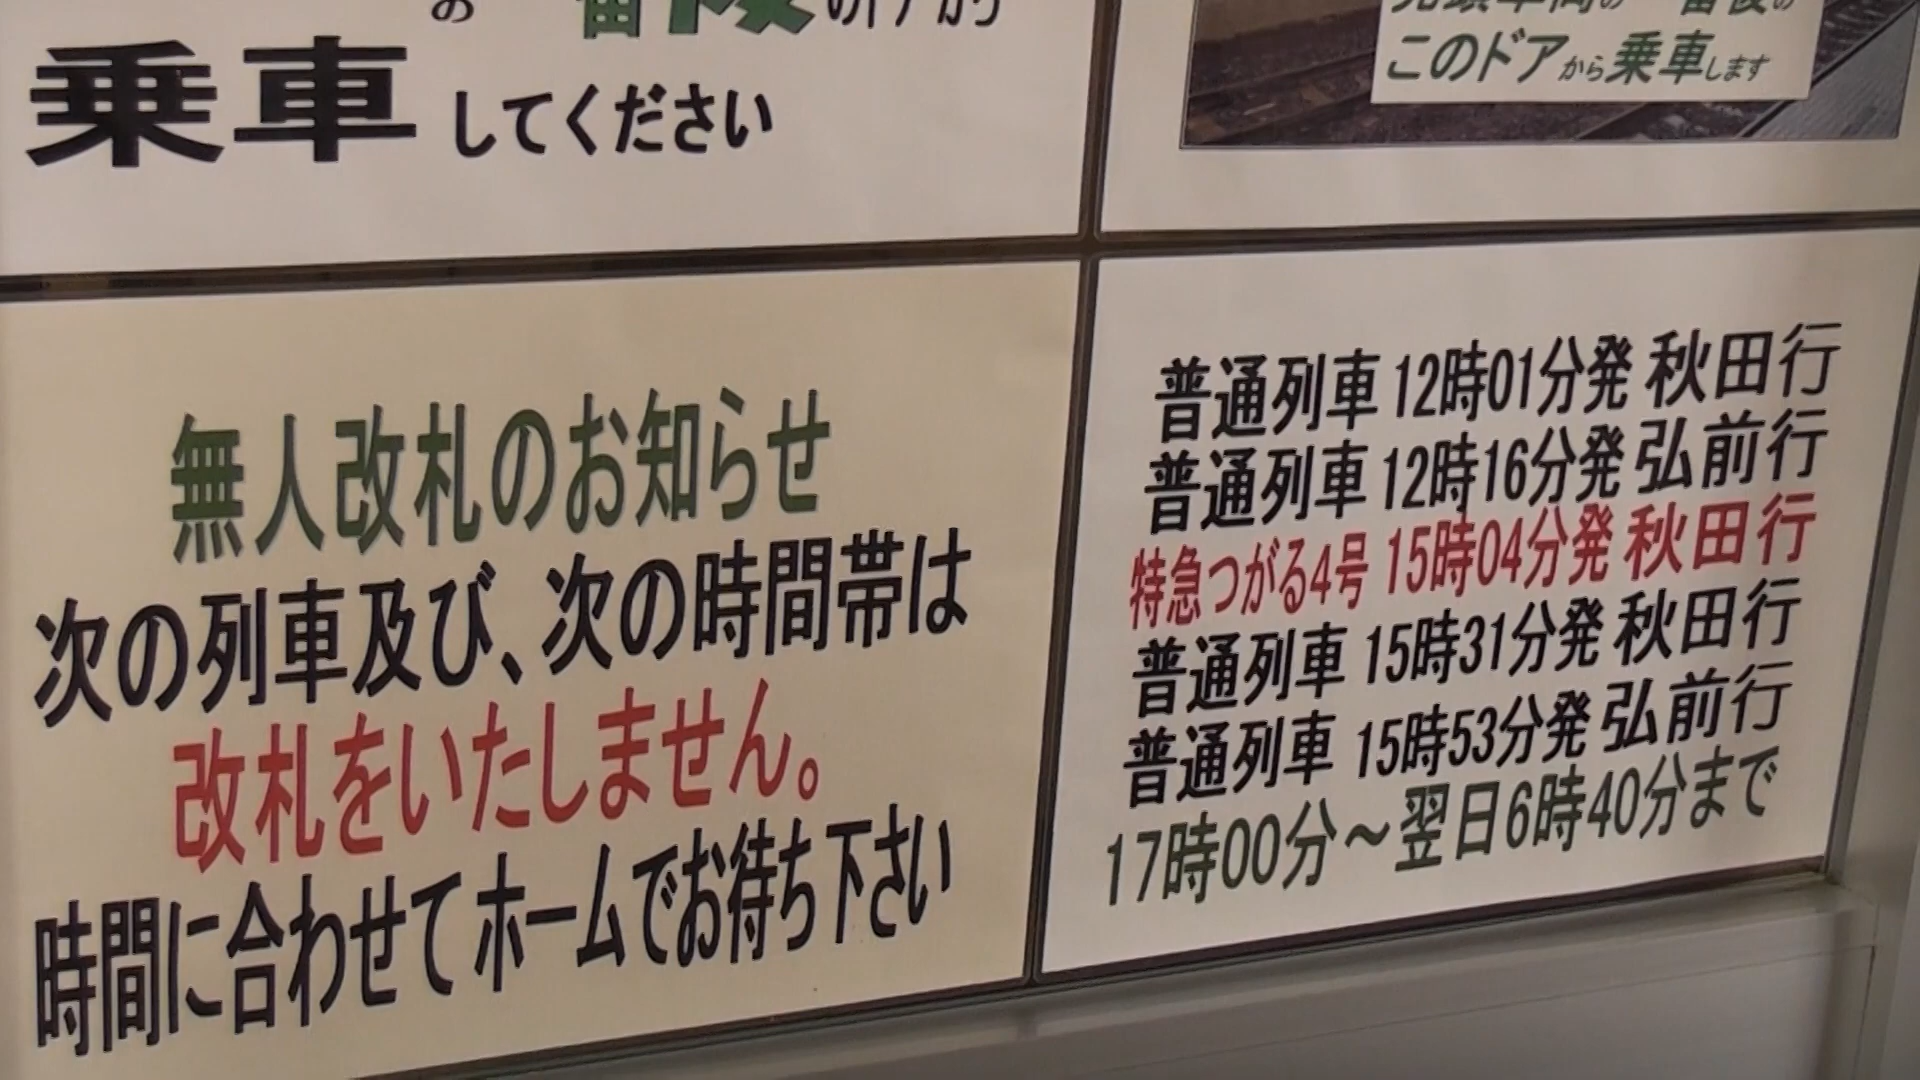 のドアから
乗車してください
このドアから乗車します
無人改札のお知らせ
次の列車及び、次の時間帯は
改札をいたしません。
時間に合わせてホームでお待ち下さい
普通列車 12時01分発 秋田行
普通列車 12時16分発 弘前行
特急つがる4号 15時04分発 秋田行
普通列車 15時31分発 秋田行
普通列車 15時53分発 弘前行
17時00分～翌日6時40分まで